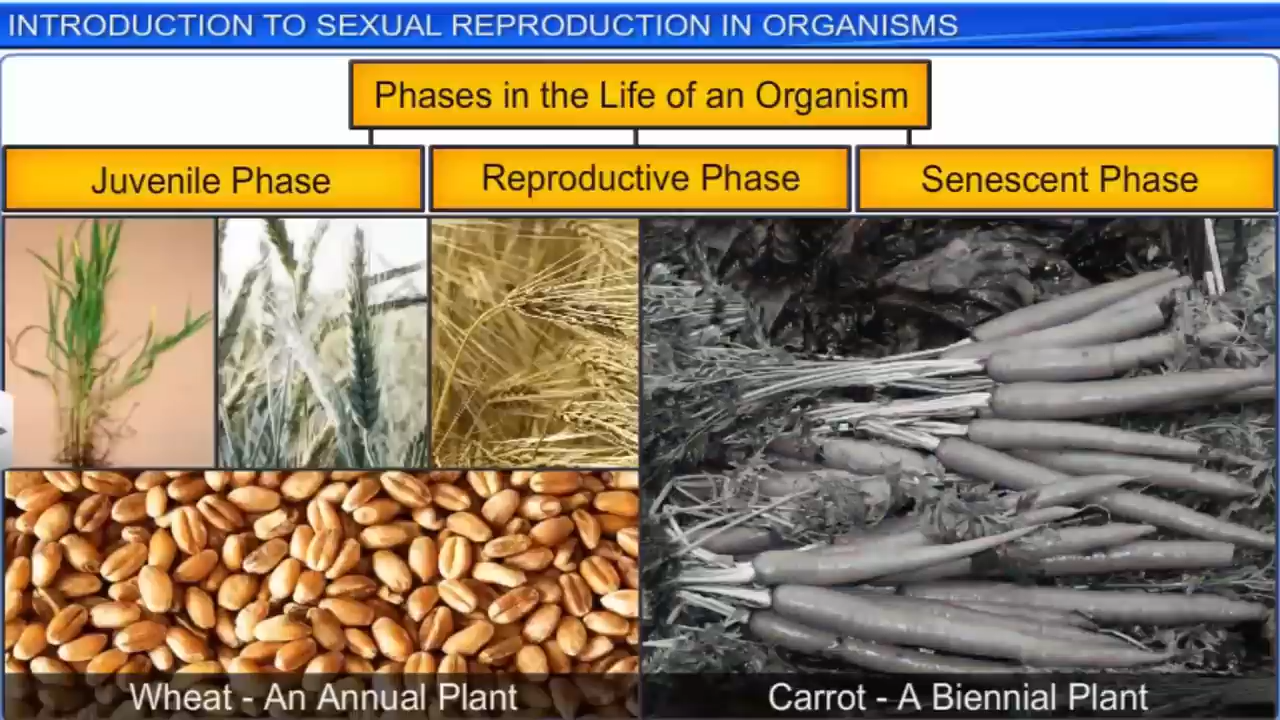 INTRODUCTION TO SEXUAL REPRODUCTION IN ORGANISMS
Phases in the Life of an Organism
Juvenile Phase
Reproductive Phase
Senescent Phase
Wheat - An Annual Plant
Carrot - A Biennial Plant